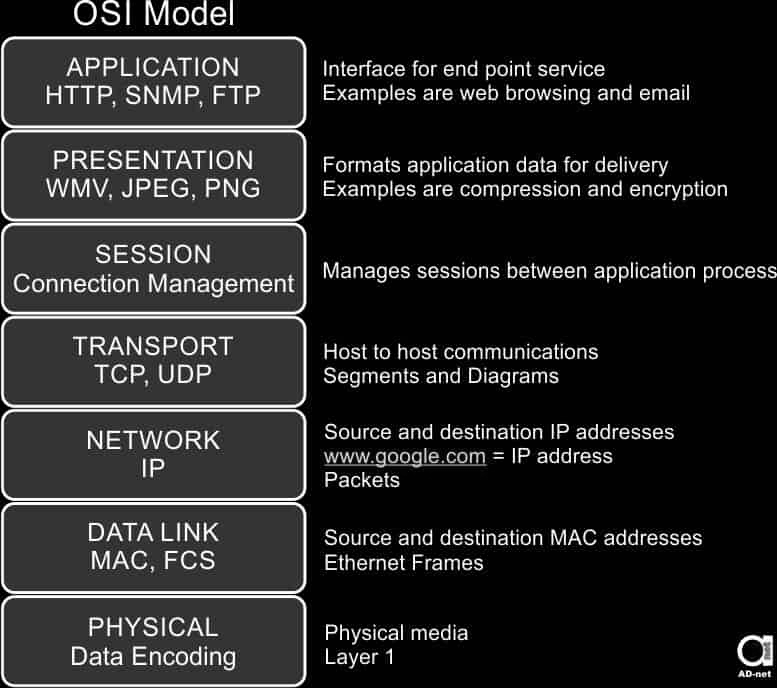 OSI Model
APPLICATION
HTTP, SNMP, FTP
Interface for end point service
Examples are web browsing and email
PRESENTATION
WMV, JPEG, PNG
Formats application data for delivery
Examples are compression and encryption
SESSION
Connection Management
Manages sessions between application process
TRANSPORT
TCP, UDP
Host to host communications
Segments and Diagrams
NETWORK
IP
Source and destination IP addresses
www.google.com = IP address
Packets
DATA LINK
MAC, FCS
Source and destination MAC addresses
Ethernet Frames
PHYSICAL
Data Encoding
Physical media
Layer 1
a net
AD-net